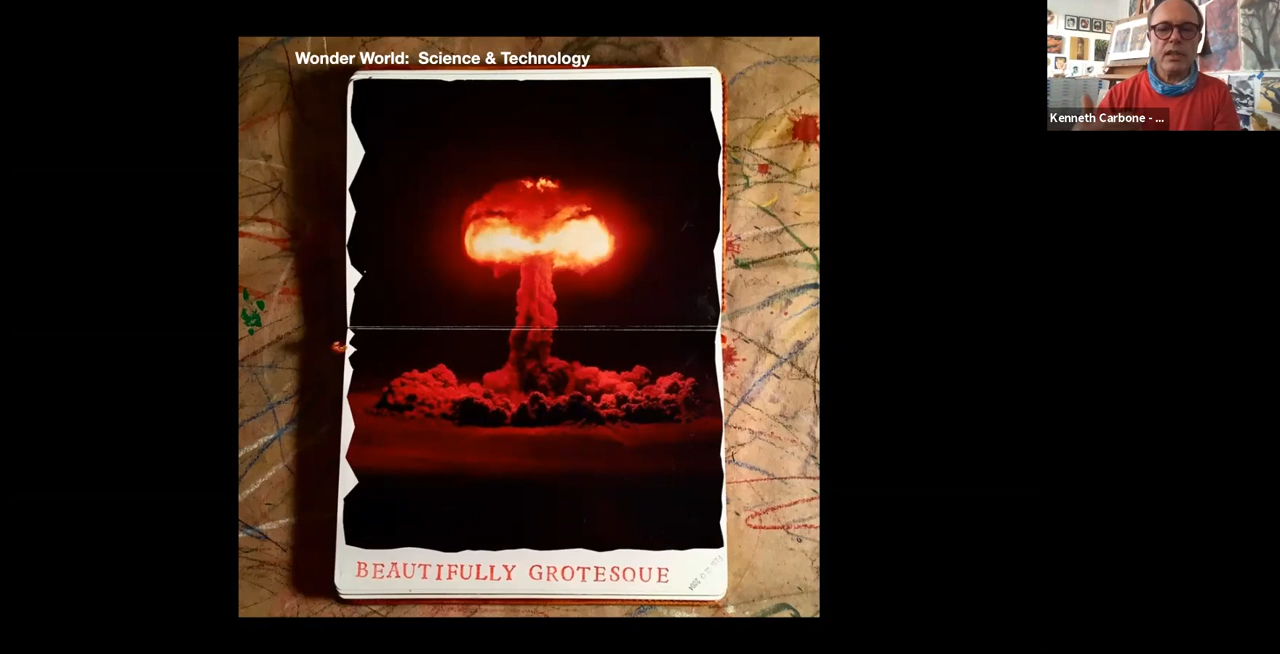 Wonder World: Science & Technology
Kenneth Carbone - ...
BEAUTIFULLY GROTESQUE